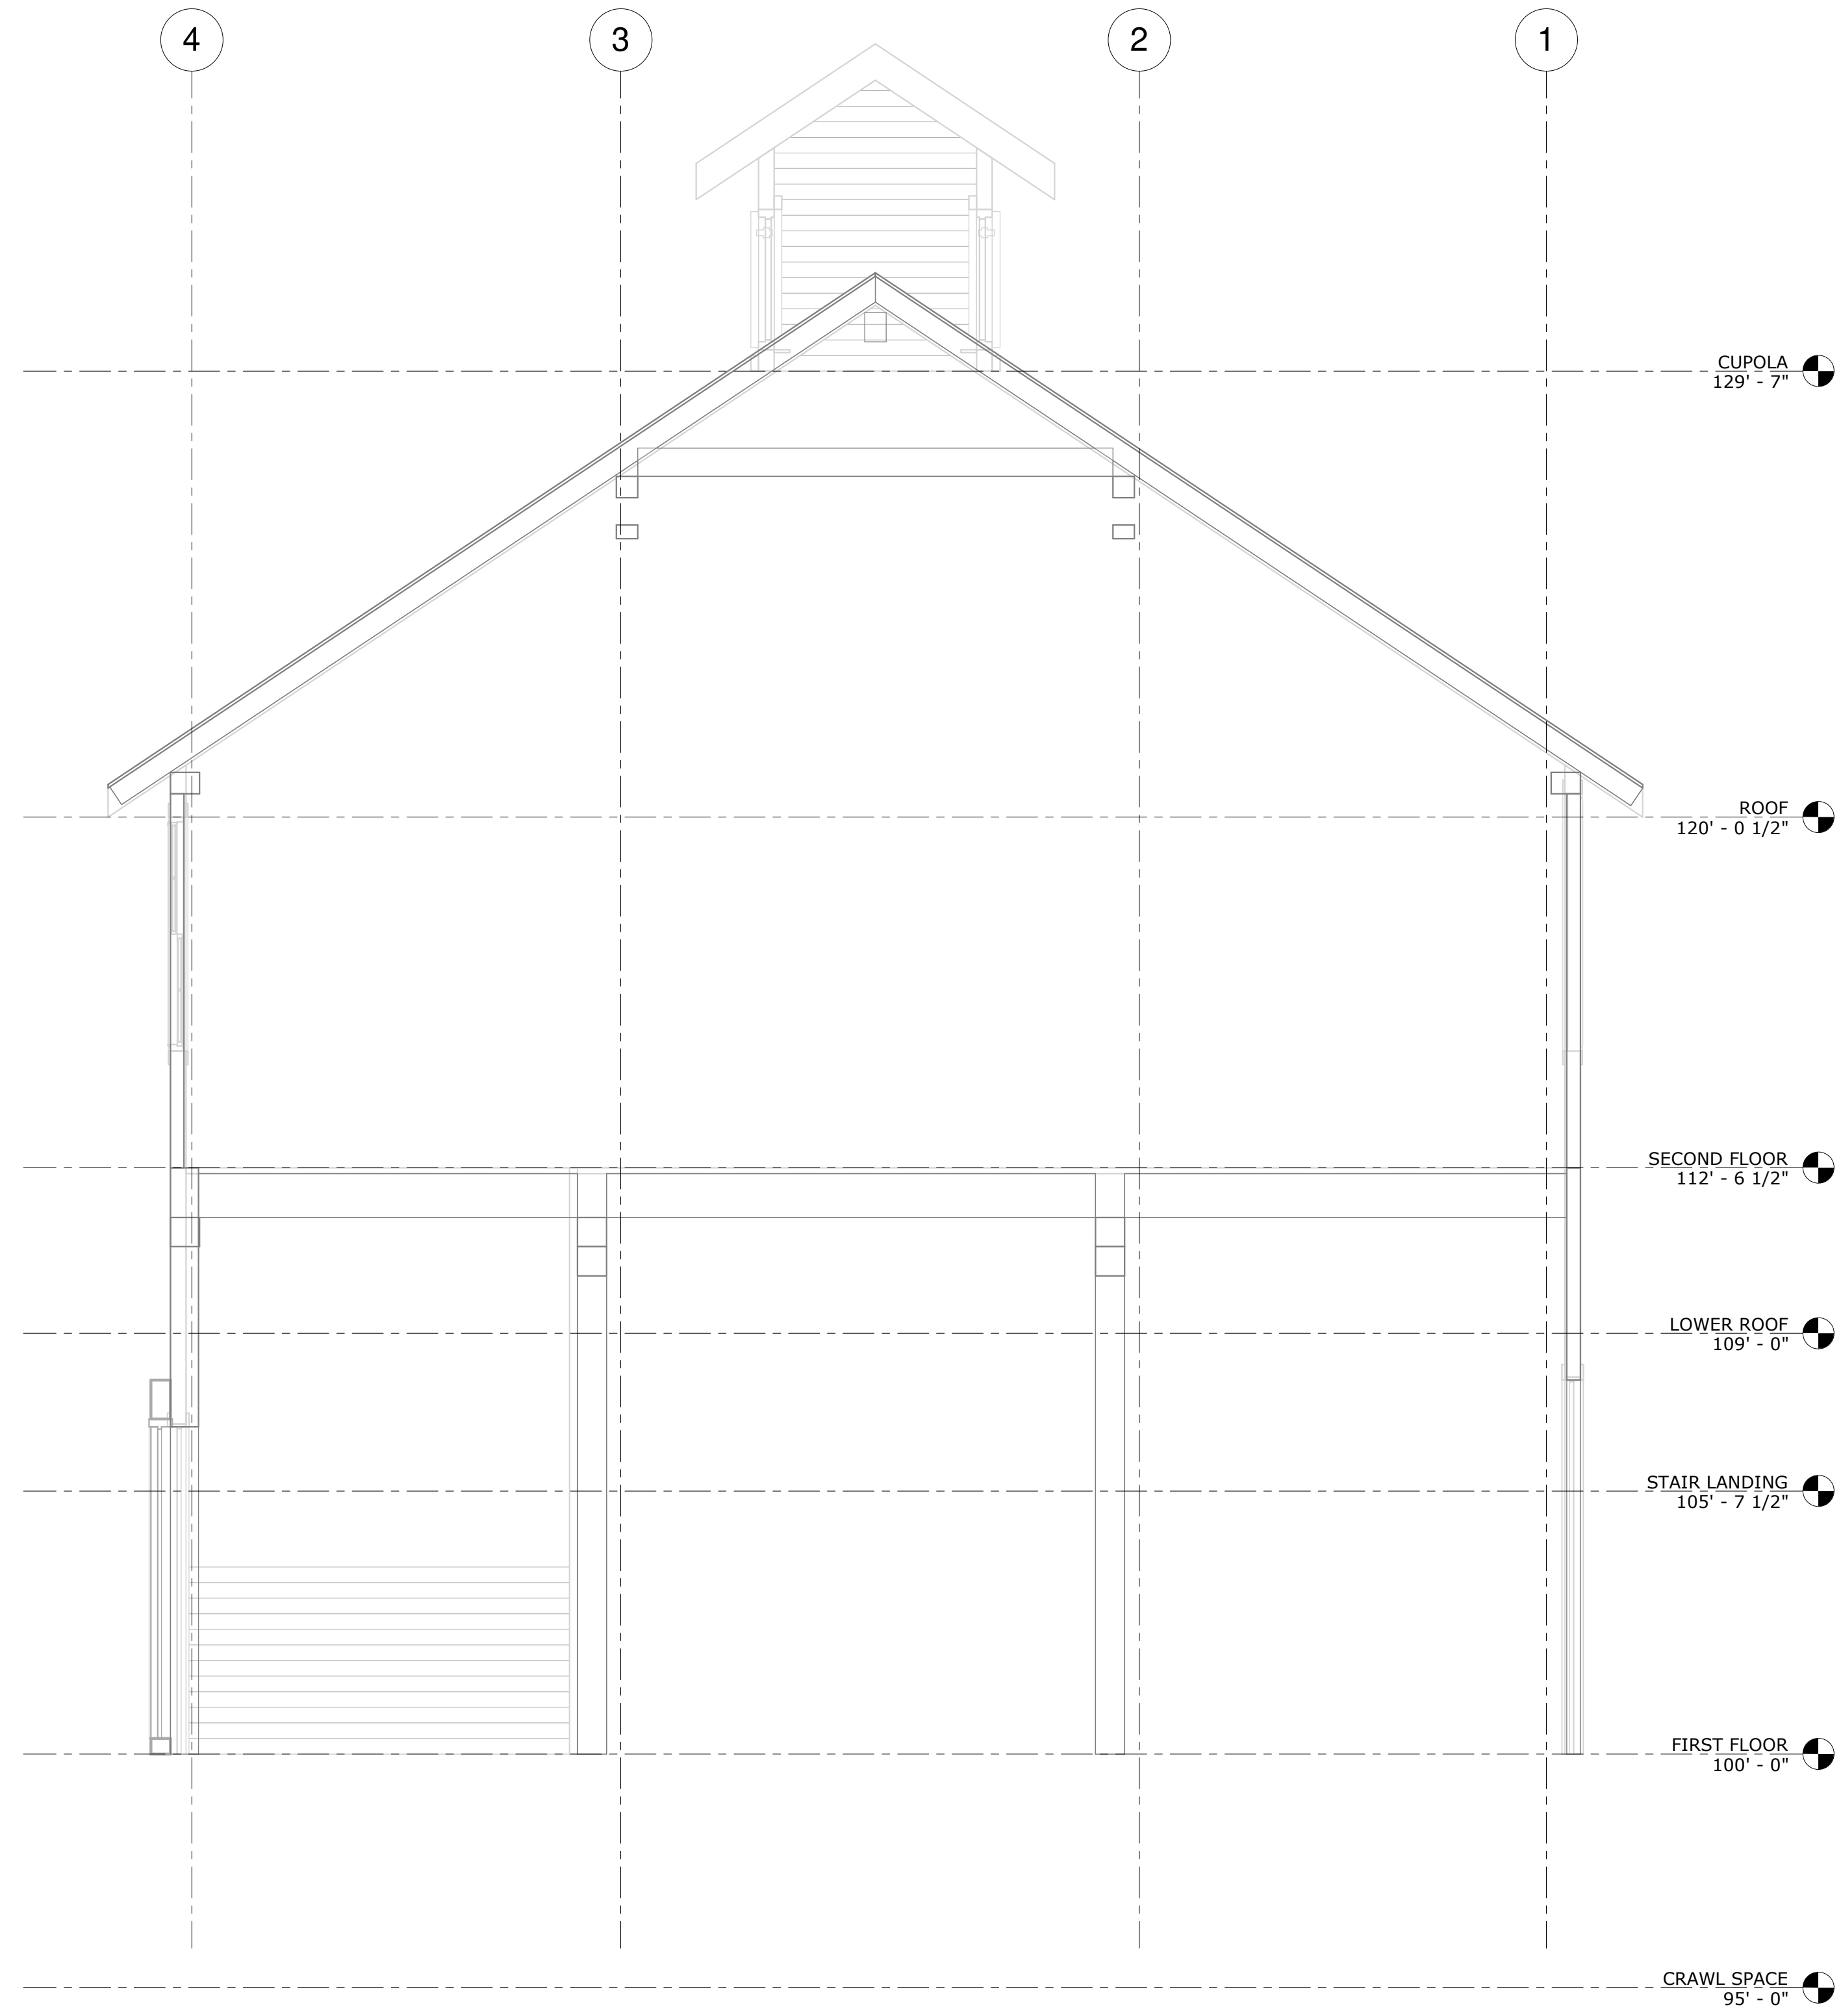 4
3
2
1
CUPOLA
129' - 7"
ROOF
120' - 0 1/2"
SECOND FLOOR
112' - 6 1/2"
LOWER ROOF
109' - 0"
STAIR LANDING
105' - 7 1/2"
FIRST FLOOR
100' - 0"
CRAWL SPACE
95' - 0"